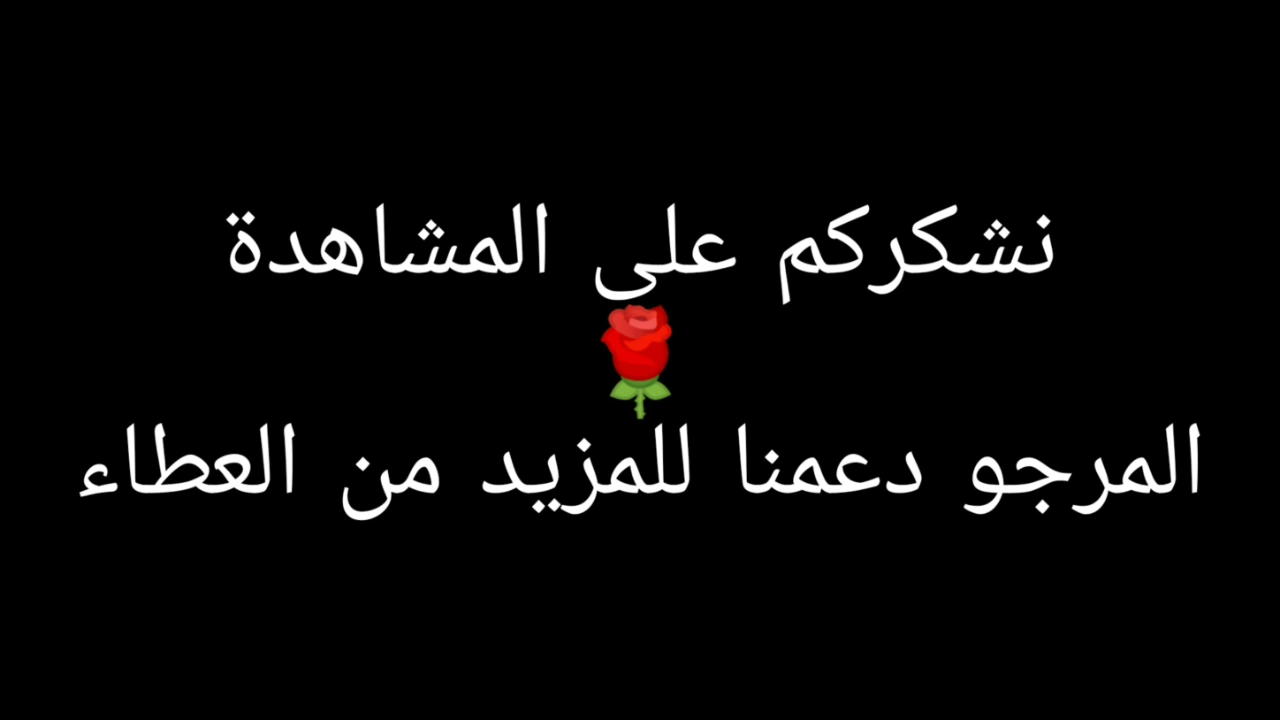 نشكركم على المشاهدة
🌹
المرجو دعمنا للمزيد من العطاء